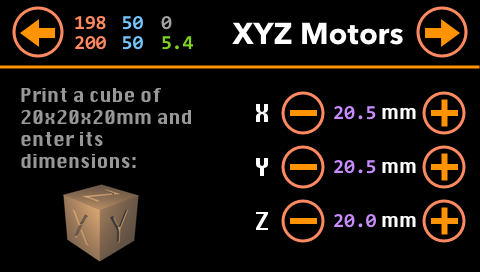 198 50 0
200 50 5.4
XYZ Motors
Print a cube of
20x20x20mm and
enter its
dimensions:
X 20.5 mm
Y 20.5 mm
Z 20.0 mm
Z
X Y